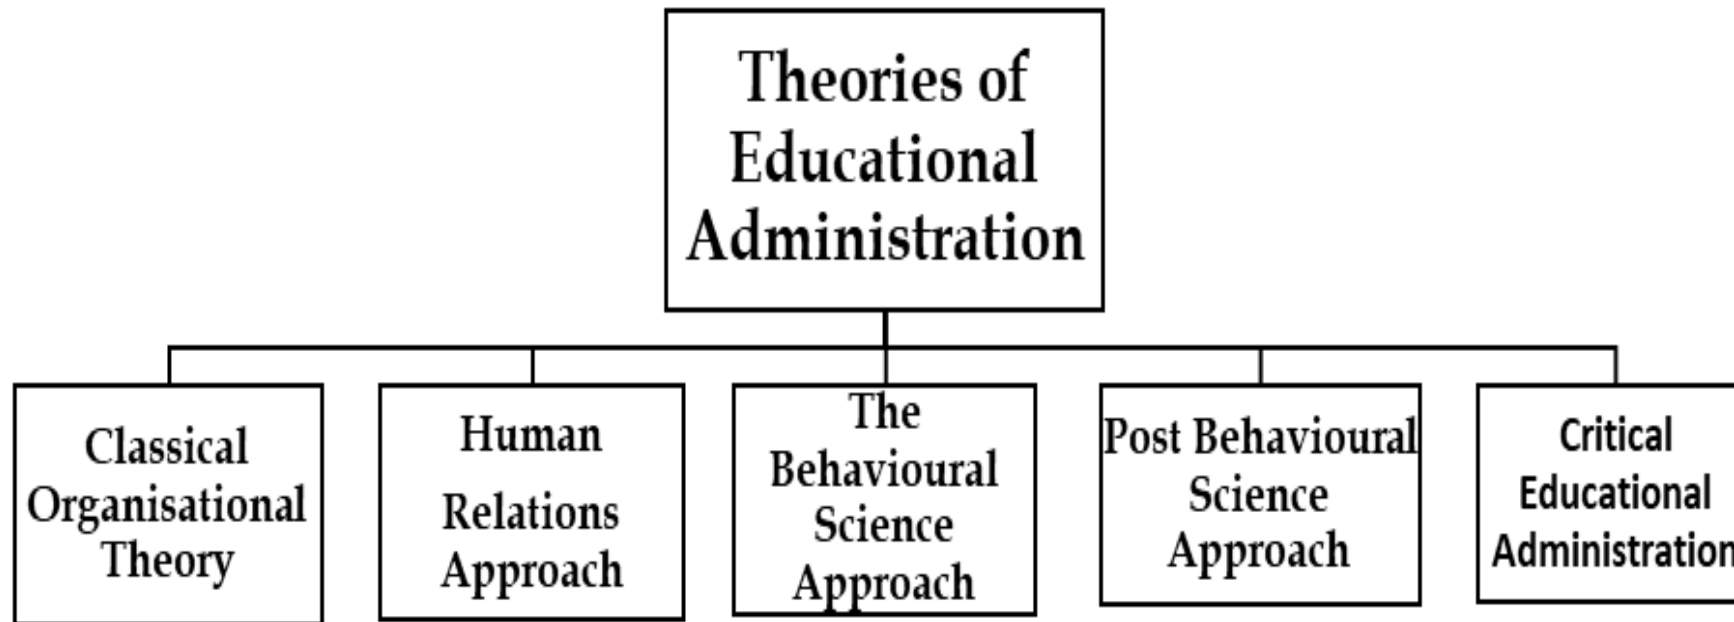 Theories of
Educational
Administration
Classical
Organisational
Theory
Human
Relations
Approach
The
Behavioural
Science
Approach
Post Behavioural
Science
Approach
Critical
Educational
Administration